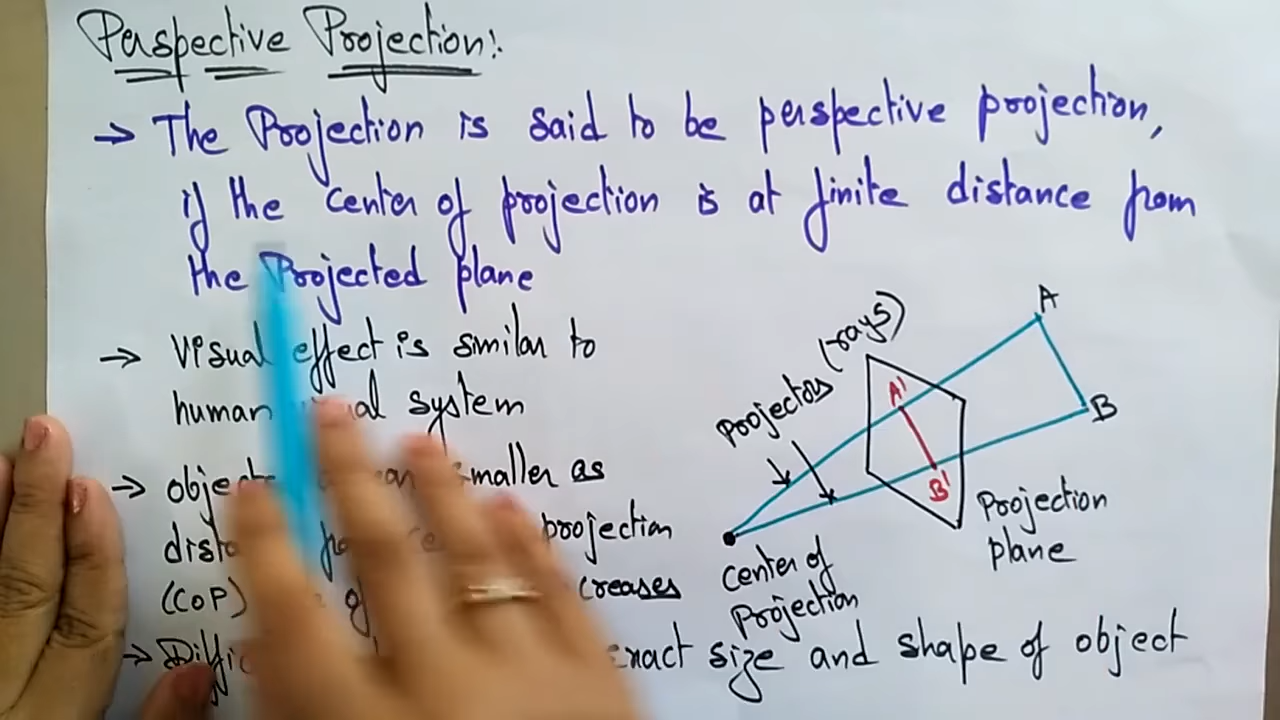 Perspective Projection:
→ The Projection is said to be perspective projection,
if the center of projection is at finite distance from
the Projected plane
→ Visual effect is similar to
human system
→ smaller as
projection
(COP) creases
→ exact size and shape of object
Projectors (rays)
A
B
A'
B'
Projection
plane
Center of
Projection